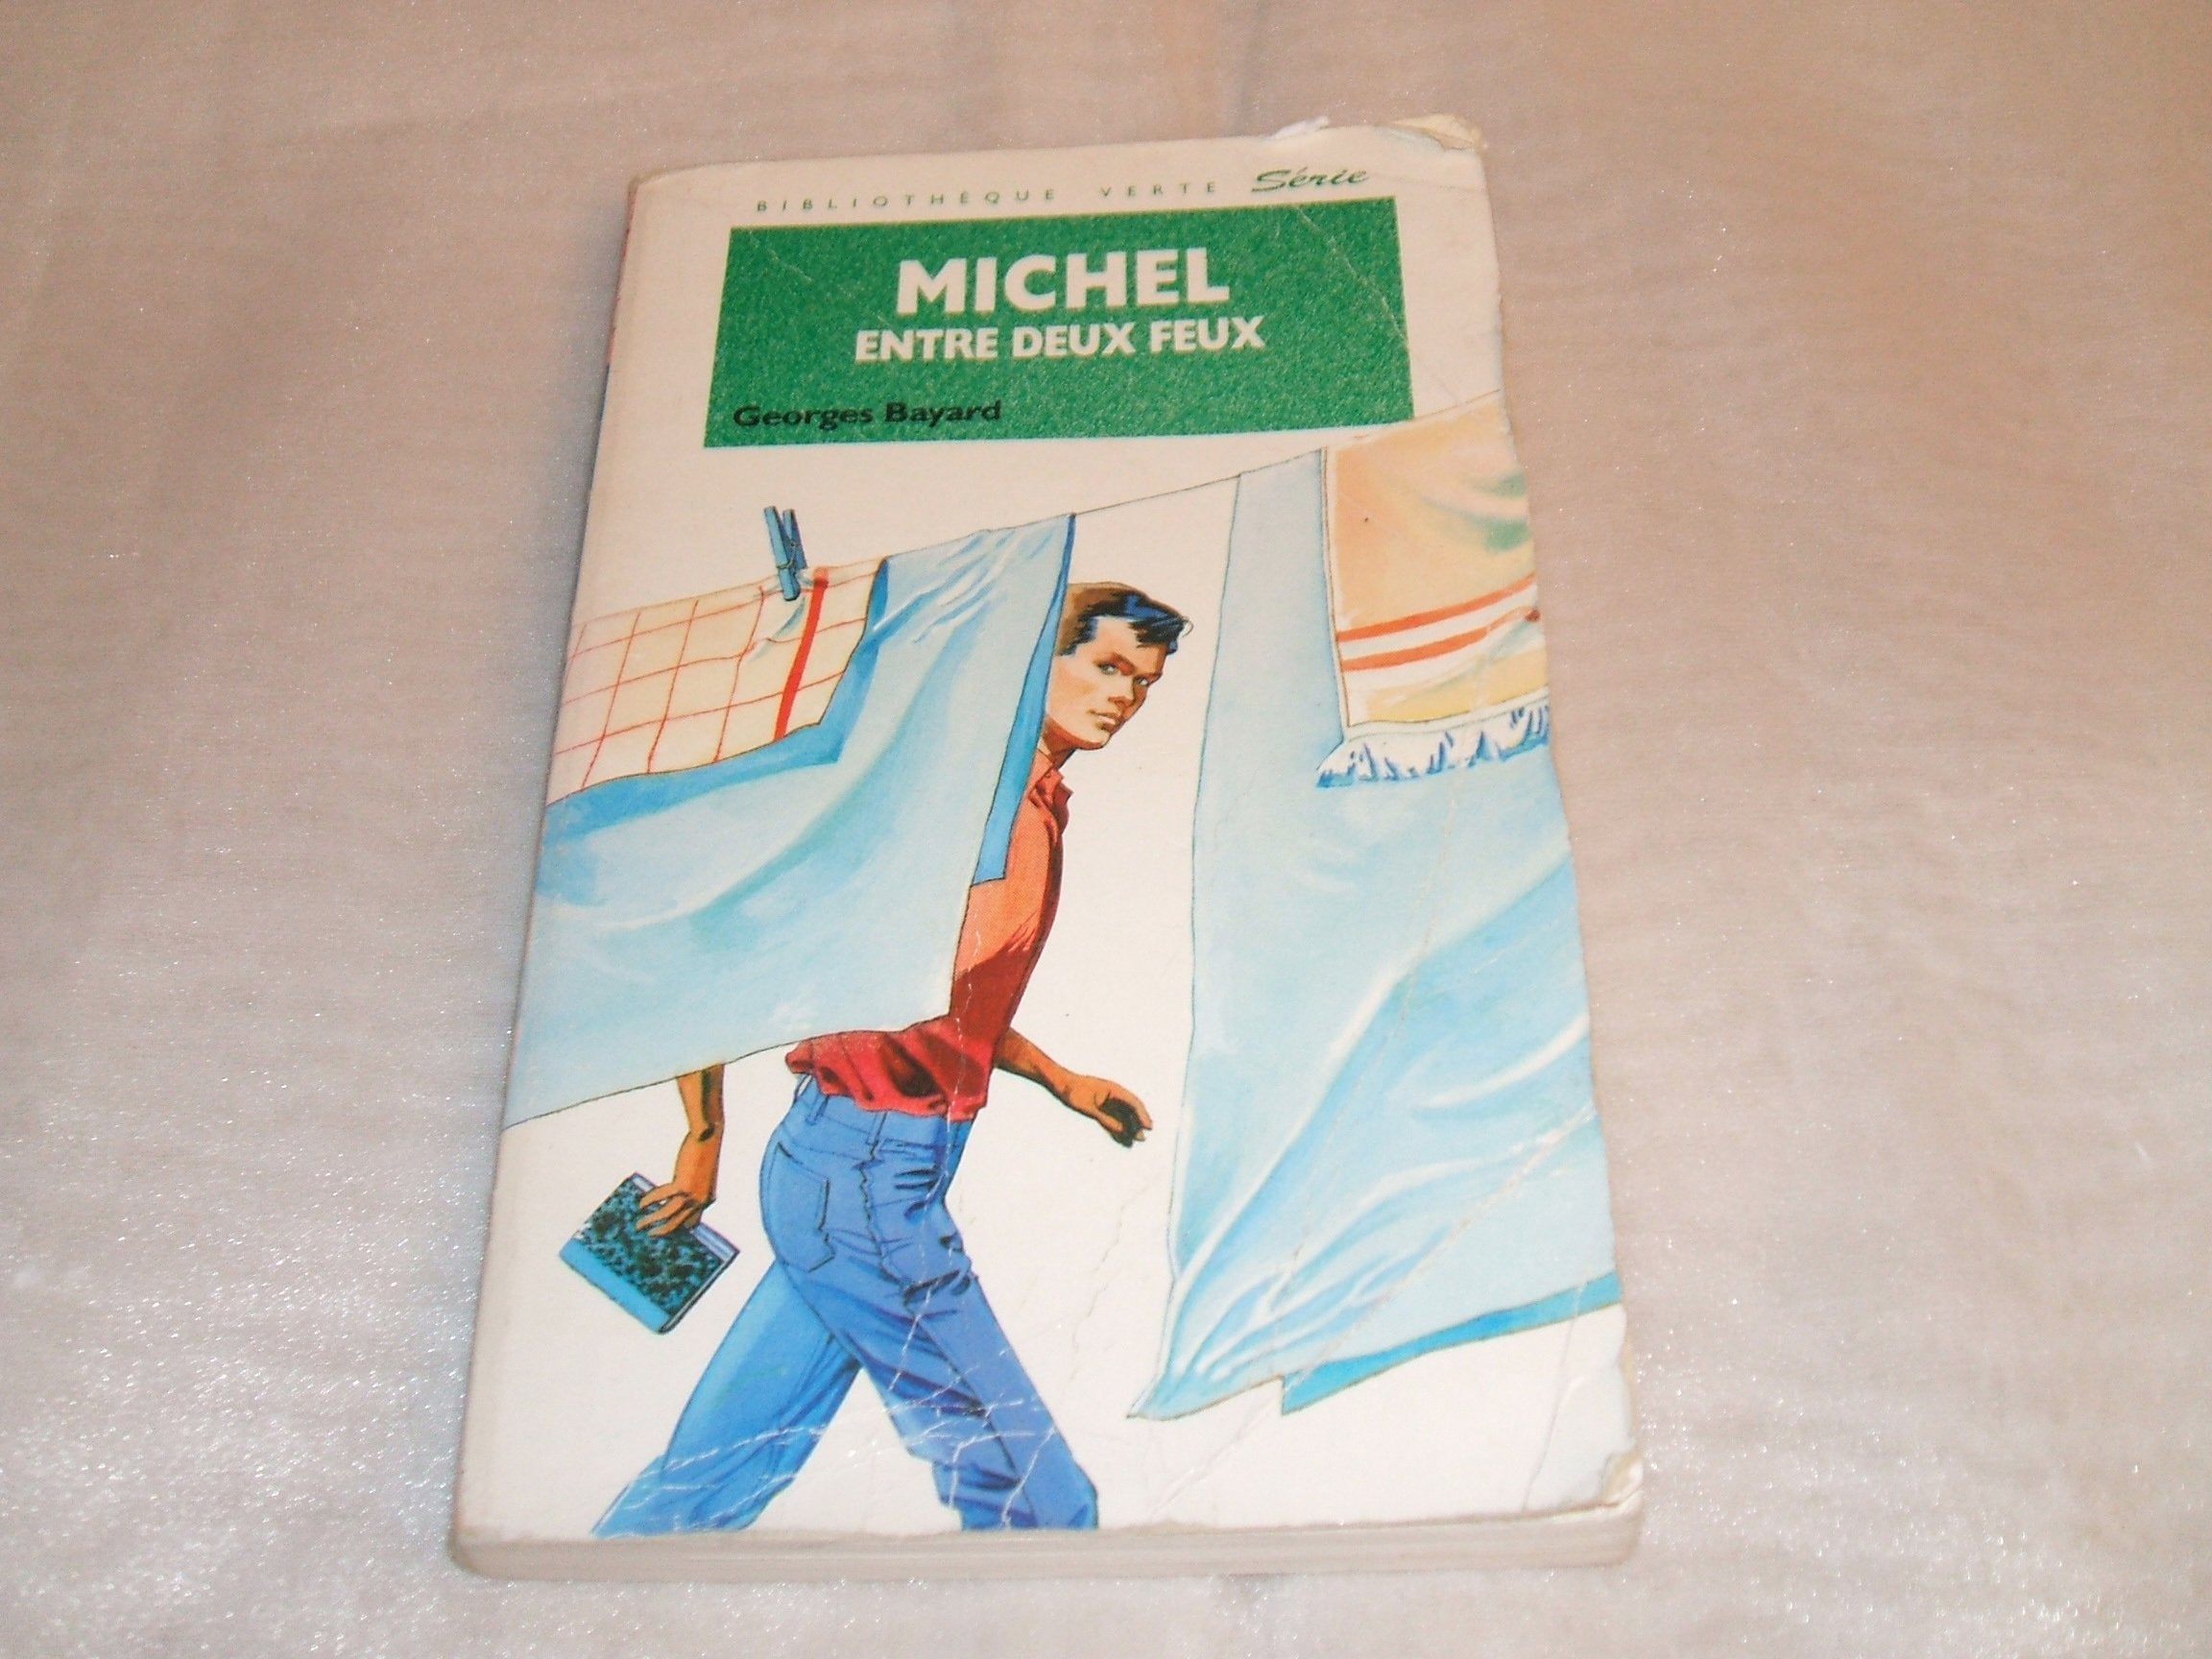 BIBLIOTHÈQUE VERTE Série
MICHEL
ENTRE DEUX FEUX
Georges Bayard